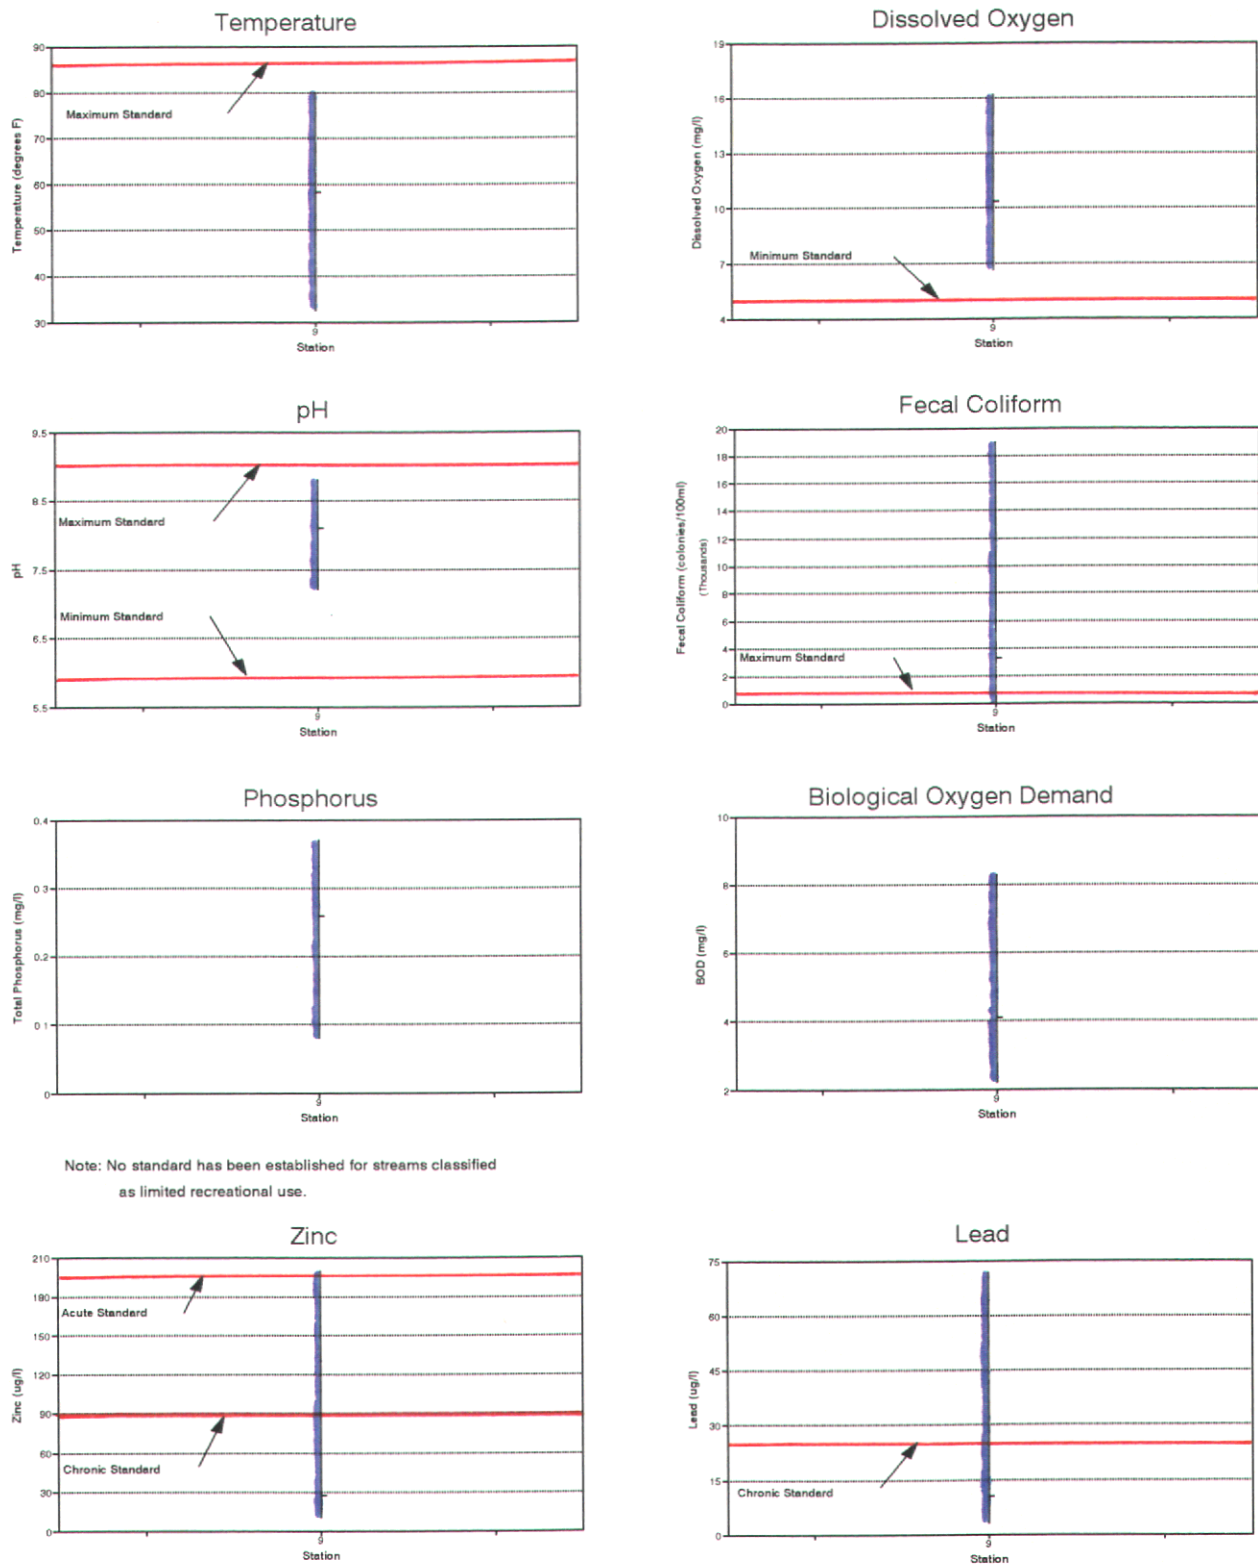 Temperature
90
80
70
60
50
40
30
Temperature (degrees F)
Maximum Standard
9
Station
Dissolved Oxygen
19
16
13
10
7
4
Dissolved Oxygen (mg/l)
Minimum Standard
9
Station
pH
9.5
8.5
7.5
6.5
5.5
pH
Maximum Standard
Minimum Standard
9
Station
Fecal Coliform
20
18
16
14
12
10
8
6
4
2
0
Fecal Coliform (colonies/100ml)
(Thousands)
Maximum Standard
9
Station
Phosphorus
0.4
0.3
0.2
0 1
0
Total Phosphorus (mg/l)
9
Station
Biological Oxygen Demand
10
8
6
4
2
BOD (mg/l)
9
Station
Note: No standard has been established for streams classified
as limited recreational use.
Zinc
210
180
150
120
90
60
30
0
Zinc (ug/l)
Acute Standard
Chronic Standard
9
Station
Lead
75
60
45
30
15
0
Lead (ug/l)
Chronic Standard
9
Station